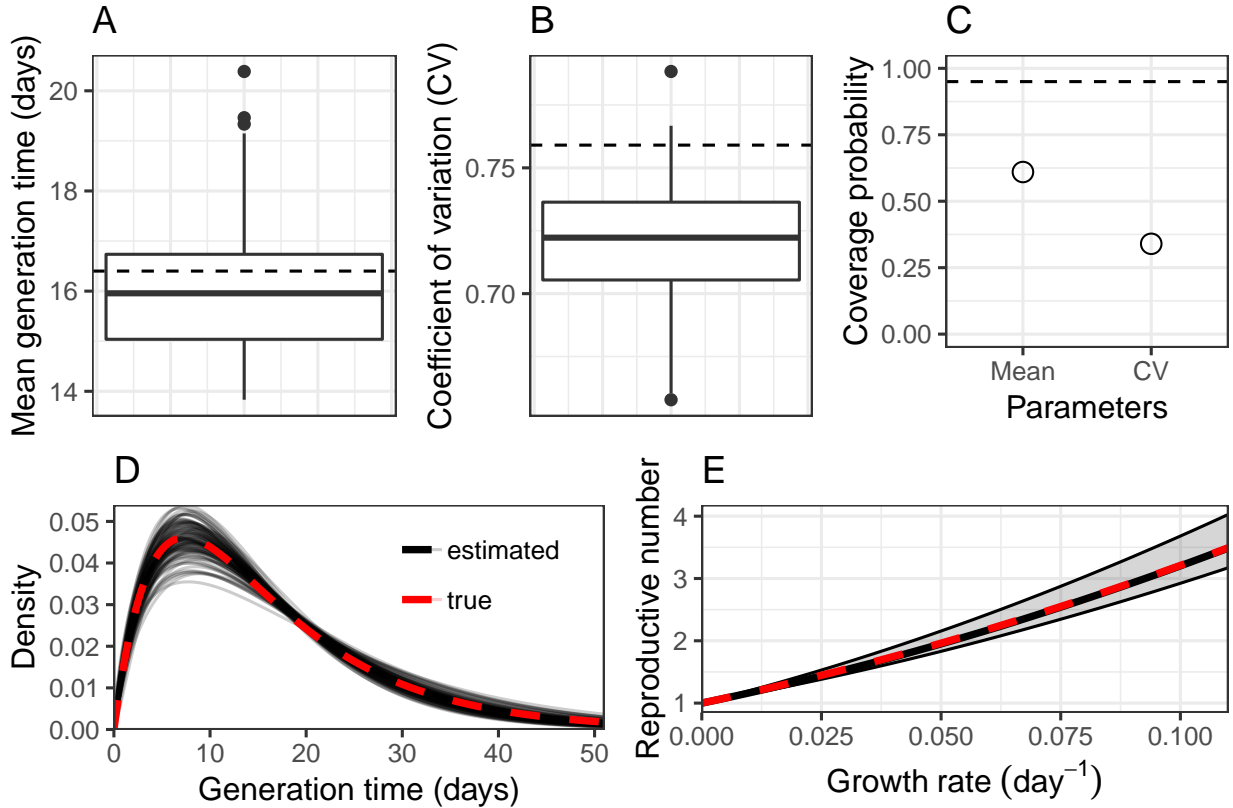 A
Mean generation time (days)
20
18
16
14
B
Coefficient of variation (CV)
0.75
0.70
C
Coverage probability
1.00
0.75
0.50
0.25
0.00
Mean CV
Parameters
D
Density
0.05
0.04
0.03
0.02
0.01
0.00
estimated
true
0 10 20 30 40 50
Generation time (days)
E
Reproductive number
4
3
2
1
0.000 0.025 0.050 0.075 0.100
Growth rate (day⁻¹)